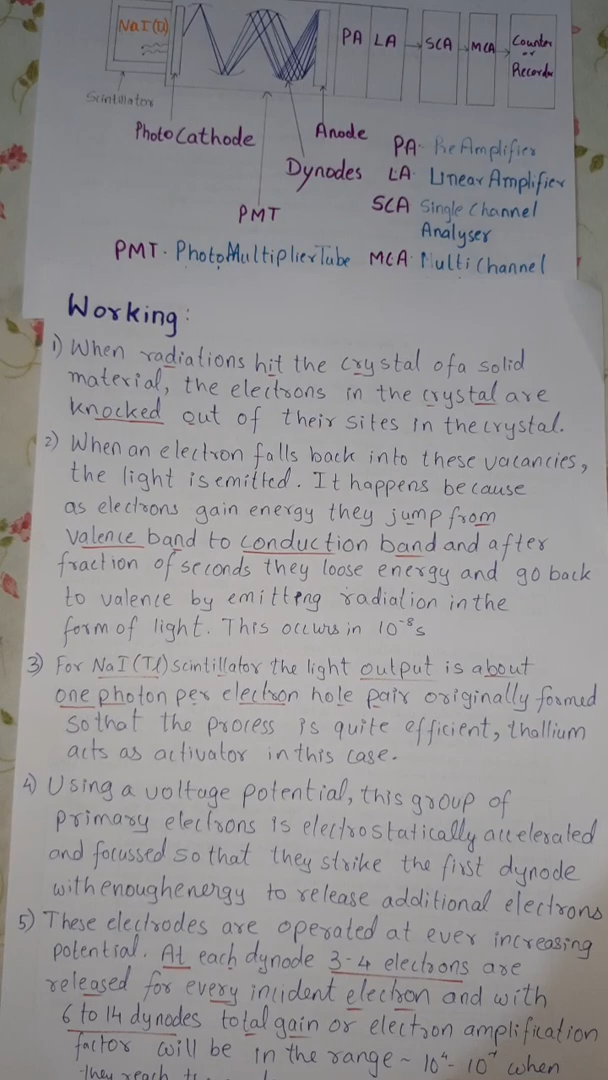 NaI(Tl)
PA
LA
SCA
MCA
Counter
or
Recorder
Scintillator
Photo Cathode
Anode
Dynodes
PMT
PA- PreAmplifier
LA- Linear Amplifier
SCA Single Channel
Analyser
PMT- PhotoMultiplierTube
MCA- Multi Channel
Working:
1) When radiations hit the crystal of a solid
material, the electrons in the crystal are
knocked out of their sites in the crystal.
2) When an electron falls back into these vacancies,
the light is emitted. It happens because
as electrons gain energy they jump from
valence band to conduction band and after
fraction of seconds they loose energy and go back
to valence by emitting radiation in the
form of light. This occurs in 10⁻⁸s
3) For NaI(Tl) scintillator the light output is about
one photon per electron hole pair originally formed
so that the process is quite efficient, thallium
acts as activator in this case.
4) Using a voltage potential, this group of
primary electrons is electrostatically accelerated
and focussed so that they strike the first dynode
with enough energy to release additional electrons
5) These electrodes are operated at ever increasing
potential. At each dynode 3-4 electrons are
released for every incident electron and with
6 to 14 dynodes total gain or electron amplification
factor will be in the range ~ 10⁴-10⁷ when
they reach